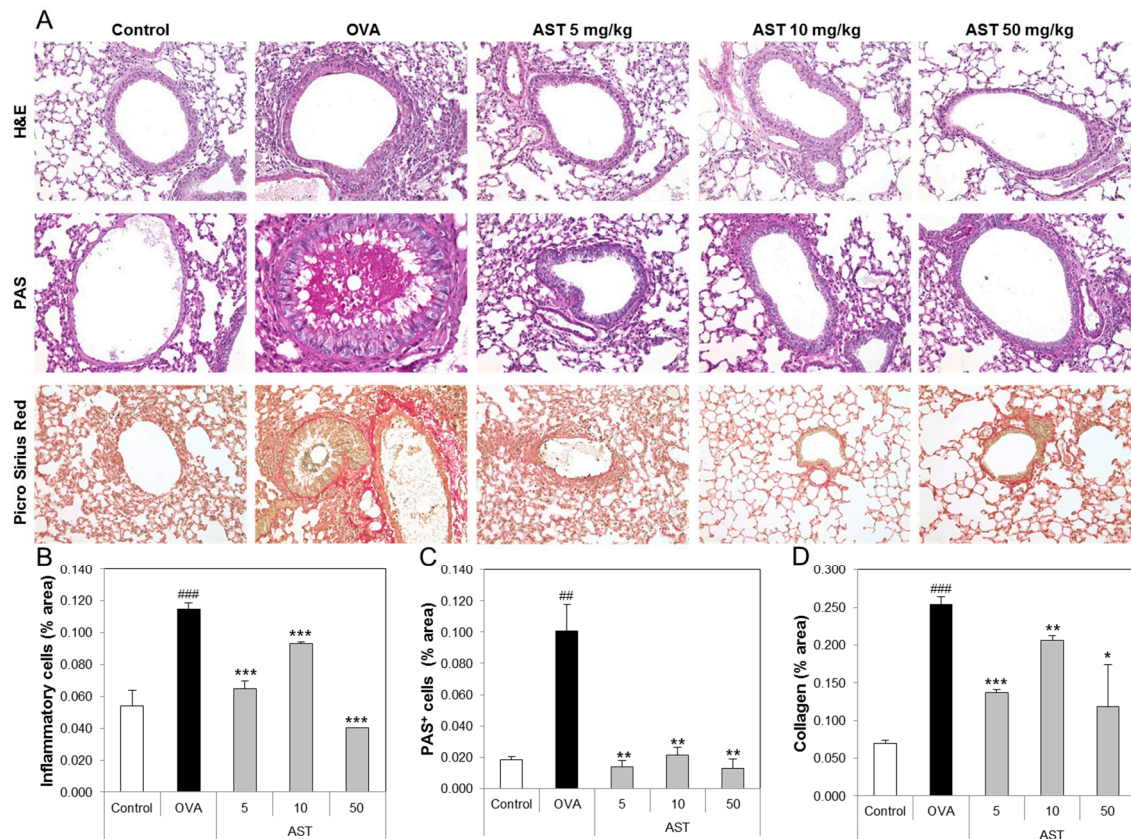 A
Control OVA AST 5 mg/kg AST 10 mg/kg AST 50 mg/kg
H&E
PAS
Picro Sirius Red
B
Inflammatory cells (% area)
0.140
0.120
0.100
0.080
0.060
0.040
0.020
0.000
###
***
***
***
Control OVA 5 10 50
AST
C
PAS⁺ cells (% area)
0.140
0.120
0.100
0.080
0.060
0.040
0.020
0.000
##
**
**
**
Control OVA 5 10 50
AST
D
Collagen (% area)
0.300
0.250
0.200
0.150
0.100
0.050
0.000
###
***
**
*
Control OVA 5 10 50
AST